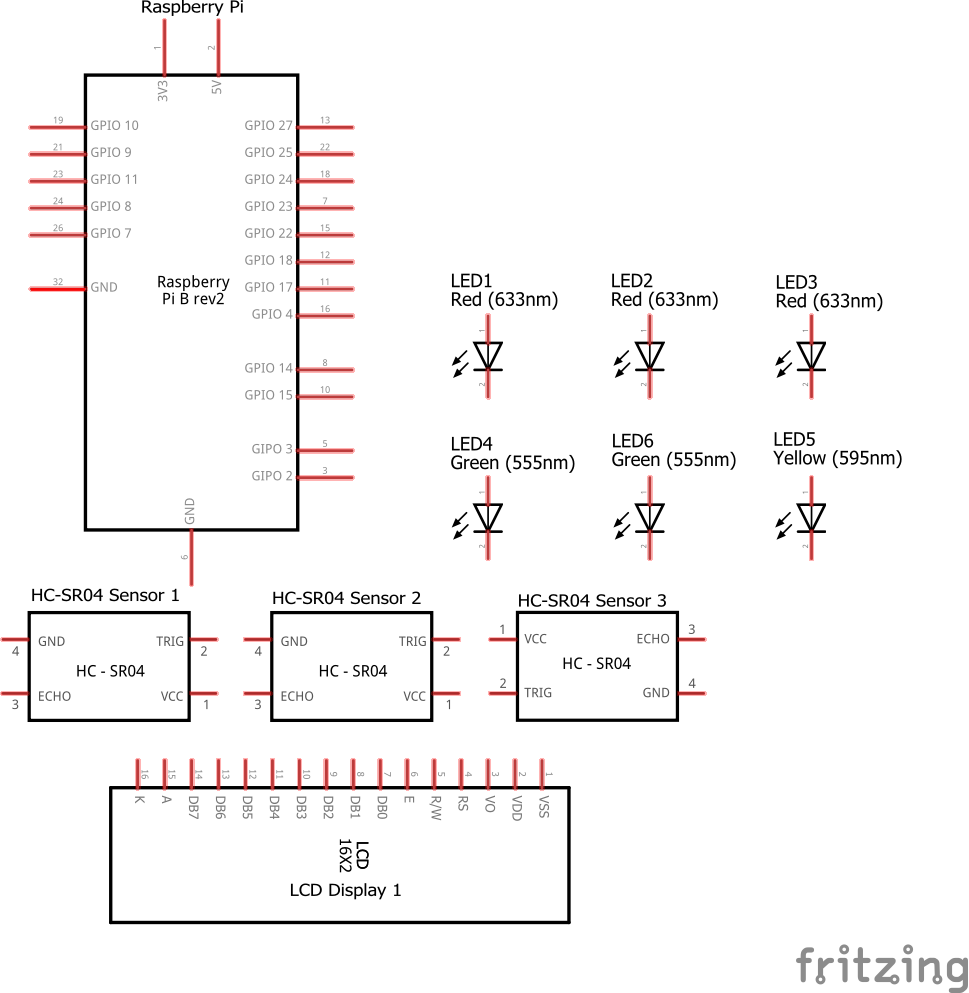 Raspberry Pi
1
2
3V3
5V
19
GPIO 10
GPIO 27
13
21
GPIO 9
GPIO 25
22
23
GPIO 11
GPIO 24
18
24
GPIO 8
GPIO 23
7
26
GPIO 7
GPIO 22
15
GPIO 18
12
32
GND
Raspberry
Pi B rev2
GPIO 17
11
GPIO 4
16
GPIO 14
8
GPIO 15
10
GIPO 3
5
GIPO 2
3
GND
6
LED1
Red (633nm)
1
2
LED2
Red (633nm)
1
2
LED3
Red (633nm)
1
2
LED4
Green (555nm)
1
2
LED6
Green (555nm)
1
2
LED5
Yellow (595nm)
1
2
HC-SR04 Sensor 1
GND
TRIG
4
2
HC - SR04
ECHO
VCC
3
1
HC-SR04 Sensor 2
GND
TRIG
4
2
HC - SR04
ECHO
VCC
3
1
HC-SR04 Sensor 3
1
VCC
ECHO
3
HC - SR04
2
TRIG
GND
4
16 15 14 13 12 11 10 9 8 7 6 5 4 3 2 1
K A DB7 DB6 DB5 DB4 DB3 DB2 DB1 DB0 E R/W RS VO VDD VSS
LCD
16X2
LCD Display 1
fritzing